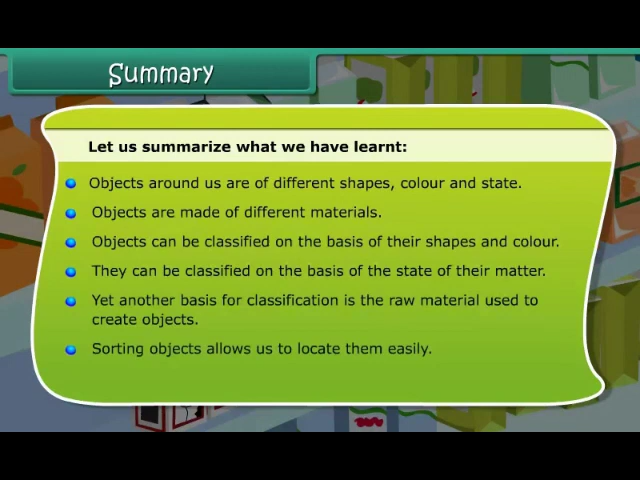 Summary
Let us summarize what we have learnt:
Objects around us are of different shapes, colour and state.
Objects are made of different materials.
Objects can be classified on the basis of their shapes and colour.
They can be classified on the basis of the state of their matter.
Yet another basis for classification is the raw material used to
create objects.
Sorting objects allows us to locate them easily.